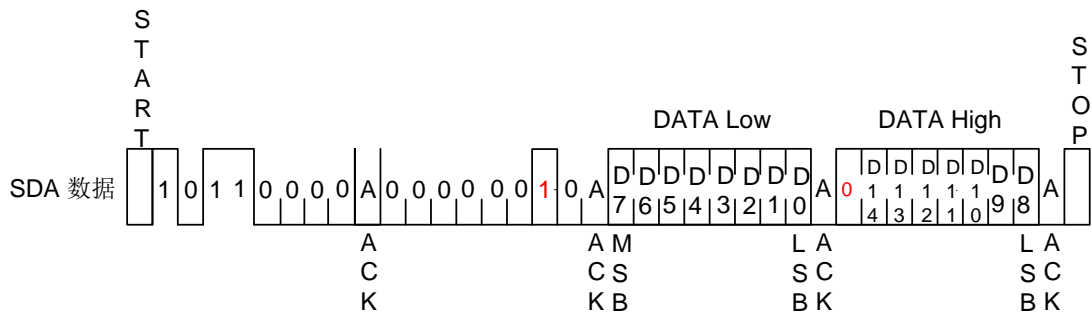 START
STOP
DATA Low DATA High
SDA 数据 1 0 1 1 0 0 0 0 A 0 0 0 0 0 0 1 0 A D7 D6 D5 D4 D3 D2 D1 D0 A 0 D14 D13 D12 D11 D10 D9 D8 A
ACK ACK MSB LSB ACK LSB ACK